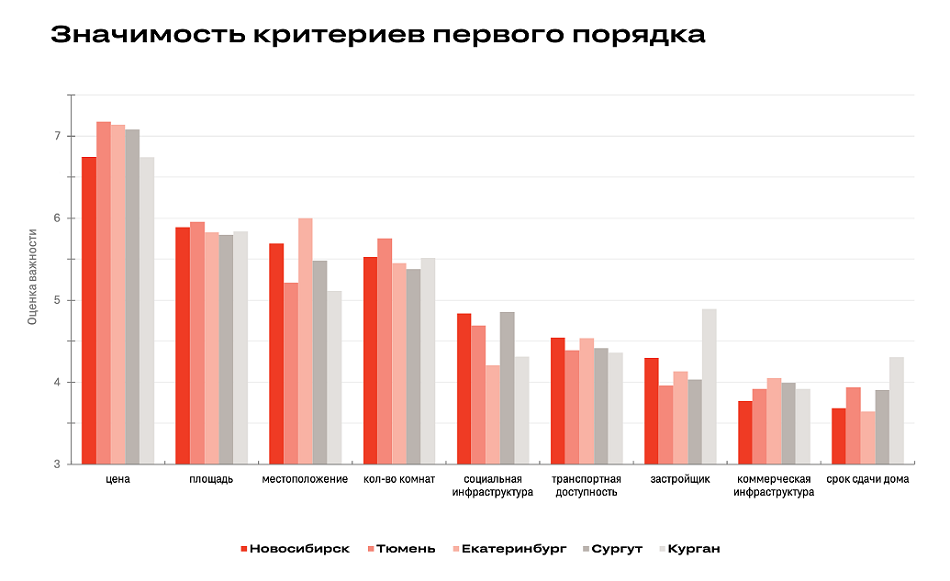 Значимость критериев первого порядка
Оценка важности
7
6
5
4
3
цена
площадь
местоположение
кол-во комнат
социальная
инфраструктура
транспортная
доступность
застройщик
коммерческая
инфраструктура
срок сдачи дома
Новосибирск Тюмень Екатеринбург Сургут Курган